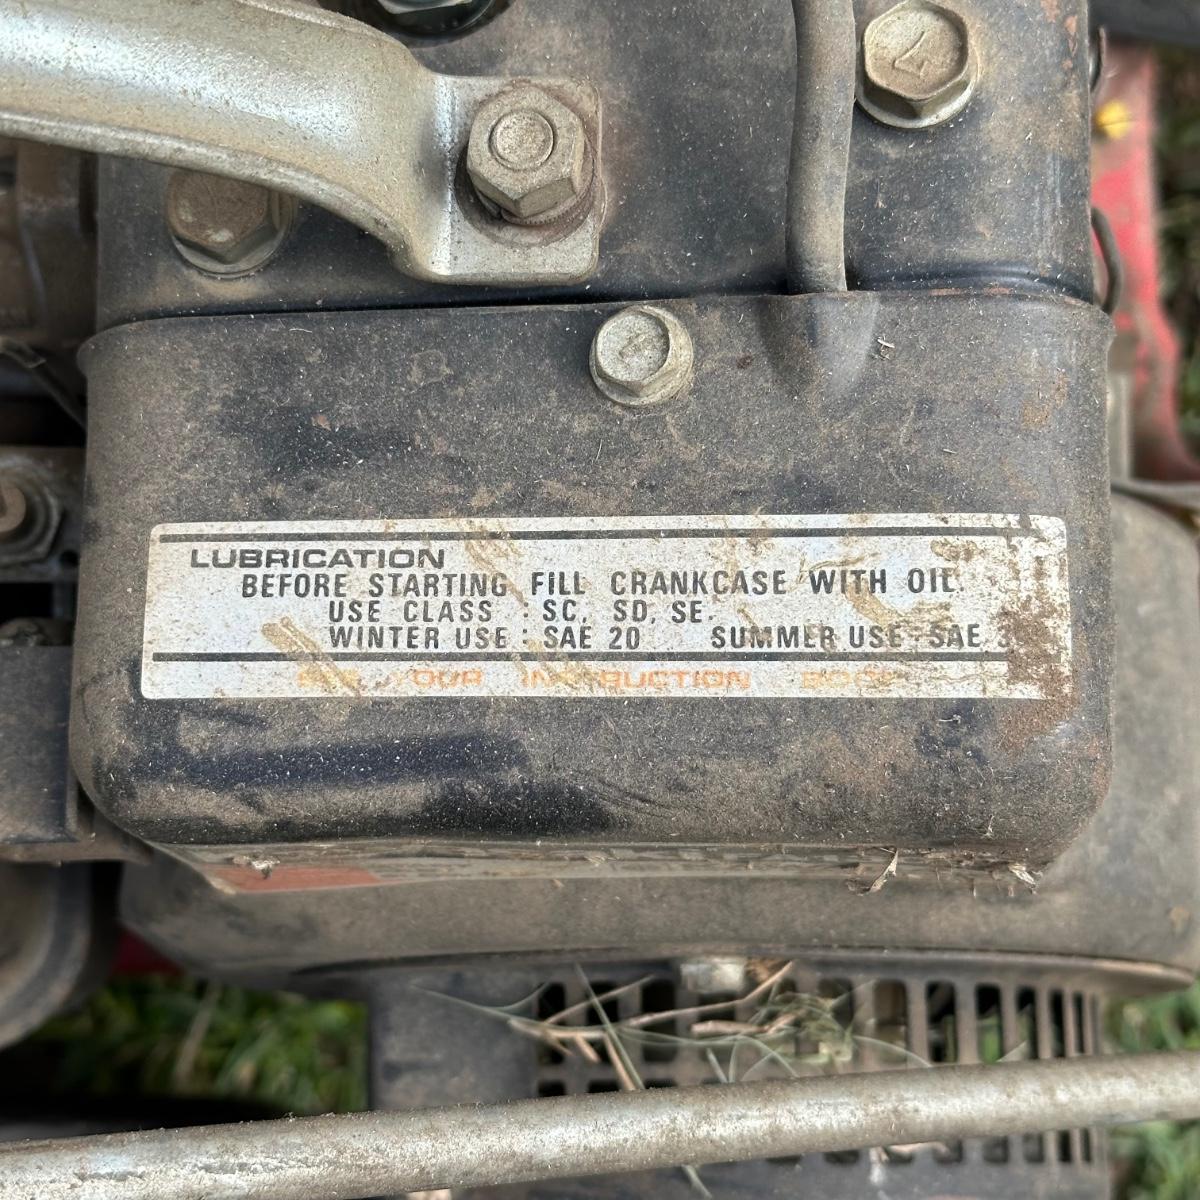 LUBRICATION
BEFORE STARTING FILL CRANKCASE WITH OIL.
USE CLASS : SC, SD, SE.
WINTER USE : SAE 20 SUMMER USE : SAE
YOUR INSTRUCTION